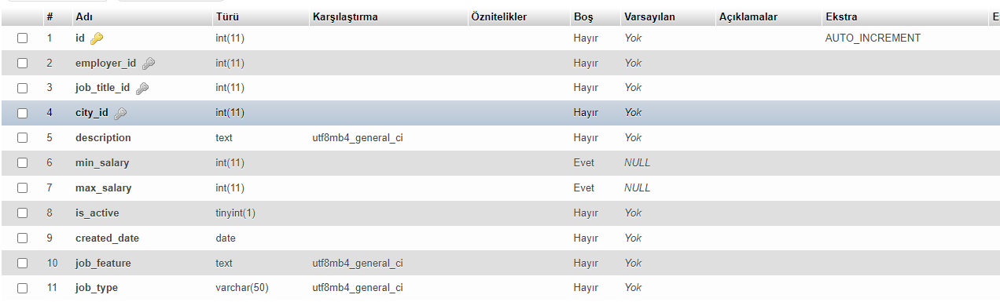 # Adı Türü Karşılaştırma Öznitelikler Boş Varsayılan Açıklamalar Ekstra E
1 id int(11) Hayır Yok AUTO_INCREMENT
2 employer_id int(11) Hayır Yok
3 job_title_id int(11) Hayır Yok
4 city_id int(11) Hayır Yok
5 description text utf8mb4_general_ci Hayır Yok
6 min_salary int(11) Evet NULL
7 max_salary int(11) Evet NULL
8 is_active tinyint(1) Hayır Yok
9 created_date date Hayır Yok
10 job_feature text utf8mb4_general_ci Hayır Yok
11 job_type varchar(50) utf8mb4_general_ci Hayır Yok